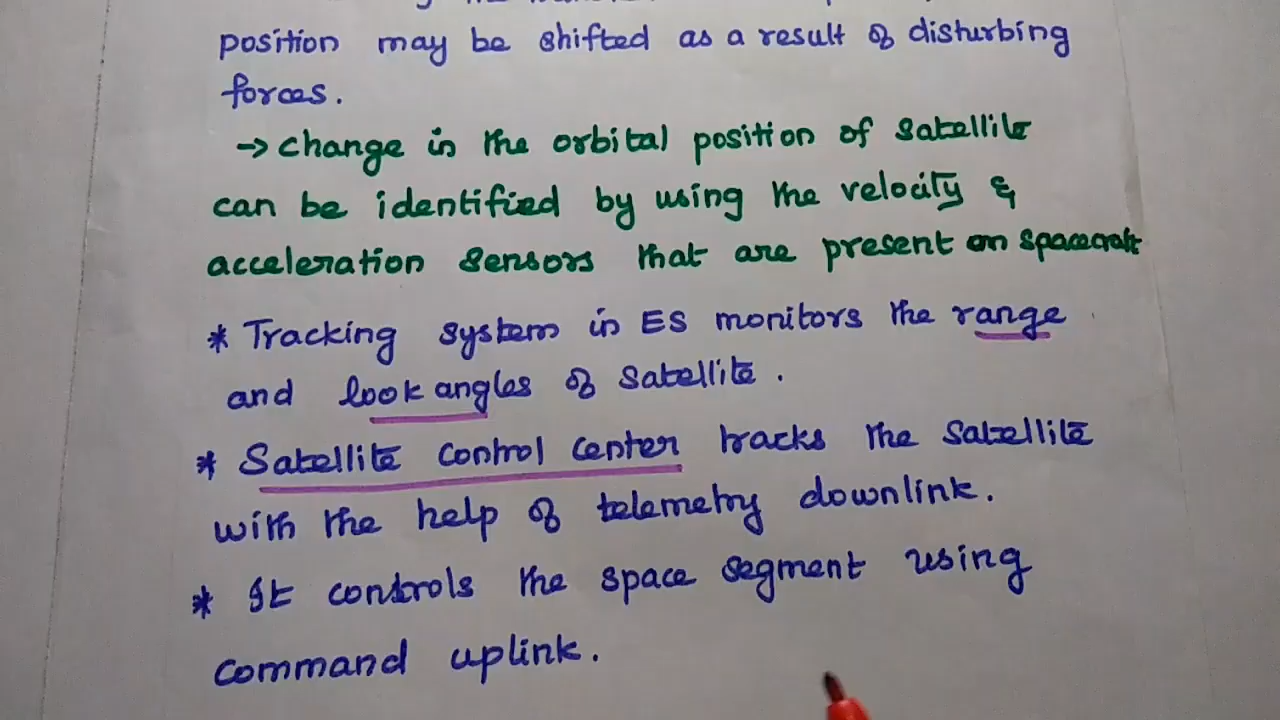 position may be shifted as a result of disturbing
forces.
→ change in the orbital position of satellite
can be identified by using the velocity &
acceleration sensors that are present on spacecraft
* Tracking system in ES monitors the range
and look angles of satellite.
* Satellite control center tracks the satellite
with the help of telemetry downlink.
* It controls the space segment using
command uplink.